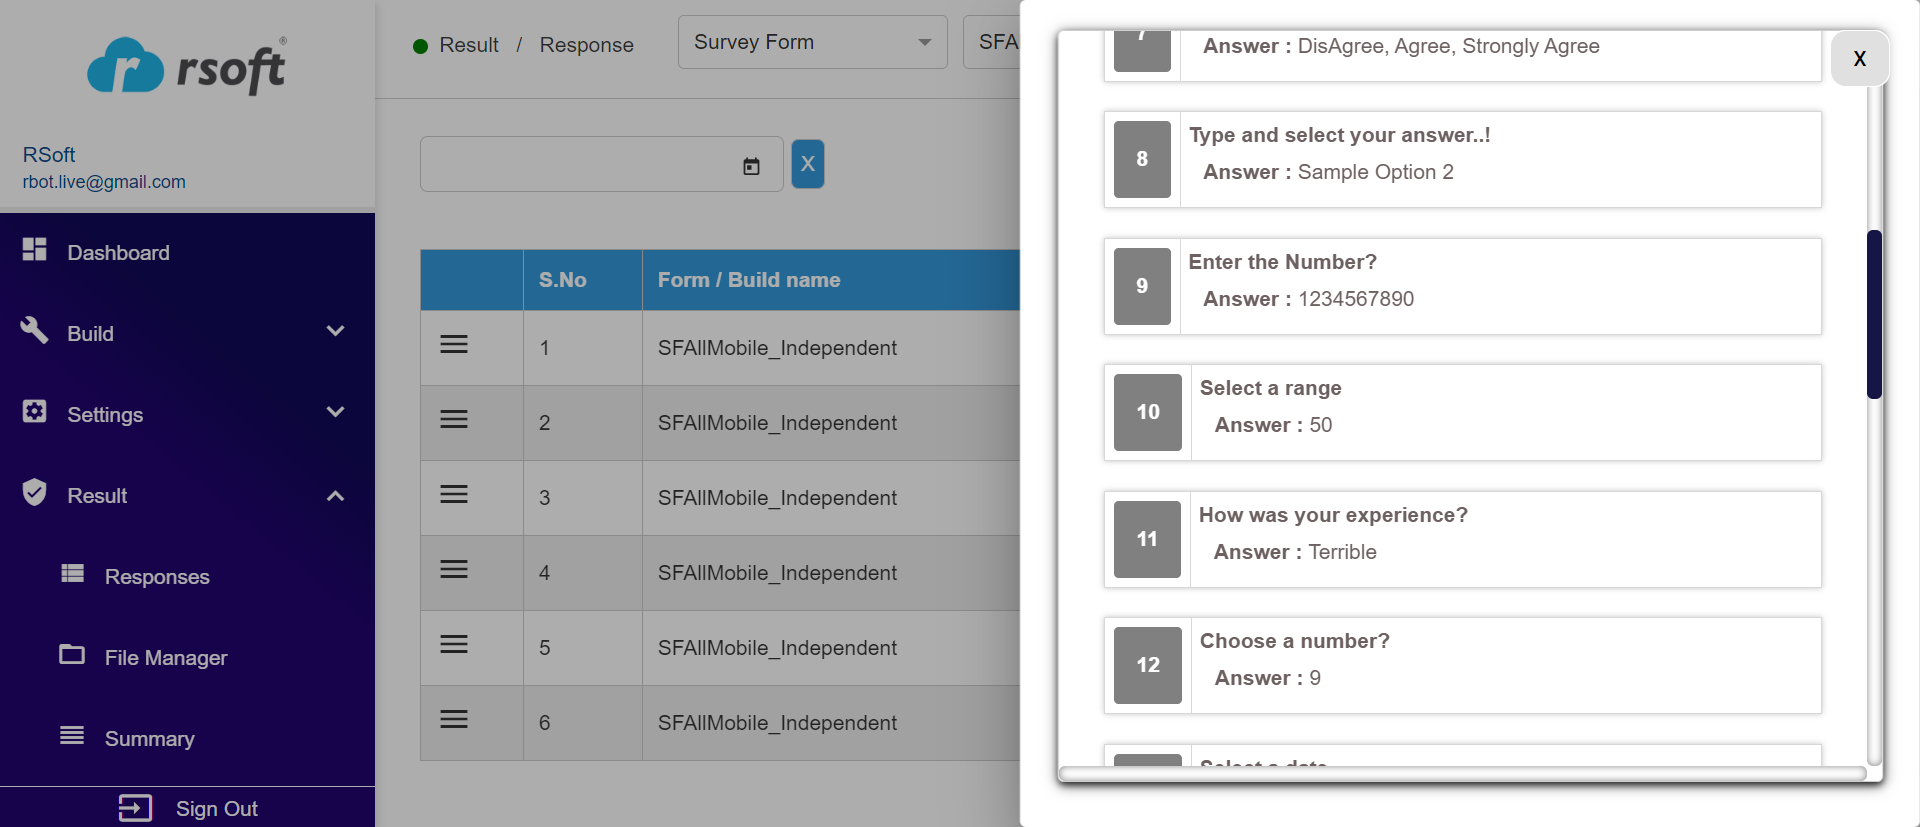 rsoft®
RSoft
rbot.live@gmail.com
Dashboard
Build
Settings
Result
Responses
File Manager
Summary
Sign Out
Result / Response
Survey Form
SFA
X
S.No Form / Build name
1 SFAllMobile_Independent
2 SFAllMobile_Independent
3 SFAllMobile_Independent
4 SFAllMobile_Independent
5 SFAllMobile_Independent
6 SFAllMobile_Independent
X
7
Answer : DisAgree, Agree, Strongly Agree
8 Type and select your answer..!
Answer : Sample Option 2
9 Enter the Number?
Answer : 1234567890
10 Select a range
Answer : 50
11 How was your experience?
Answer : Terrible
12 Choose a number?
Answer : 9
Select a date